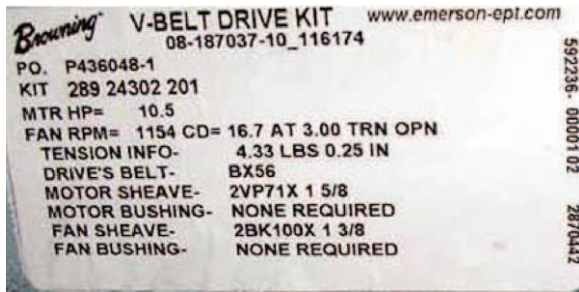 Browning V-BELT DRIVE KIT www.emerson-ept.com
08-187037-10_116174
PO. P436048-1
KIT 289 24302 201
MTR HP= 10.5
FAN RPM= 1154 CD= 16.7 AT 3.00 TRN OPN
TENSION INFO- 4.33 LBS 0.25 IN
DRIVE'S BELT- BX56
MOTOR SHEAVE- 2VP71X 1 5/8
MOTOR BUSHING- NONE REQUIRED
FAN SHEAVE- 2BK100X 1 3/8
FAN BUSHING- NONE REQUIRED
592236- 00001 02 2870442